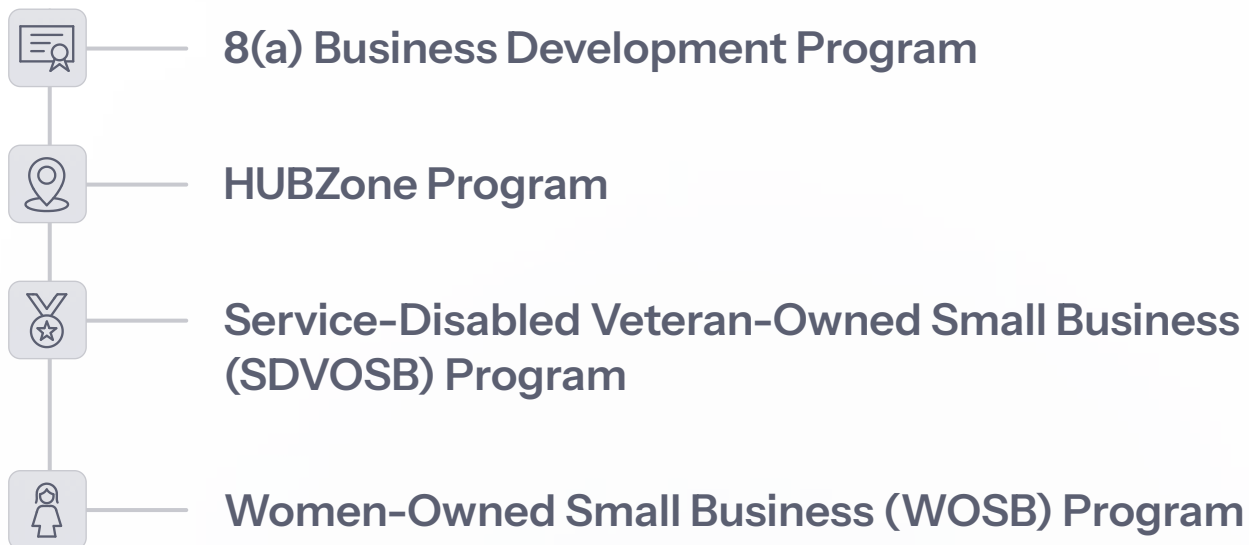 8(a) Business Development Program
HUBZone Program
Service-Disabled Veteran-Owned Small Business
(SDVOSB) Program
Women-Owned Small Business (WOSB) Program